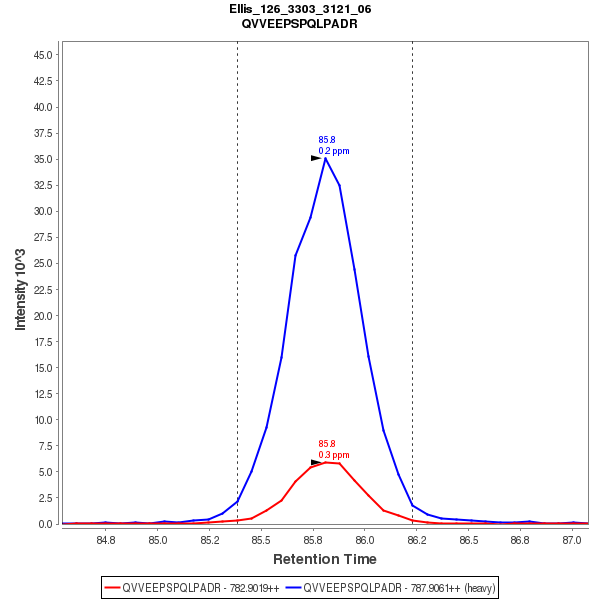 Ellis_126_3303_3121_06
QVVEEPSPQLPADR
Intensity 10^3
45.0
42.5
40.0
37.5
35.0
32.5
30.0
27.5
25.0
22.5
20.0
17.5
15.0
12.5
10.0
7.5
5.0
2.5
0.0
85.8
0.2 ppm
85.8
0.3 ppm
84.8 85.0 85.2 85.5 85.8 86.0 86.2 86.5 86.8 87.0
Retention Time
QVVEEPSPQLPADR - 782.9019++ QVVEEPSPQLPADR - 787.9061++ (heavy)